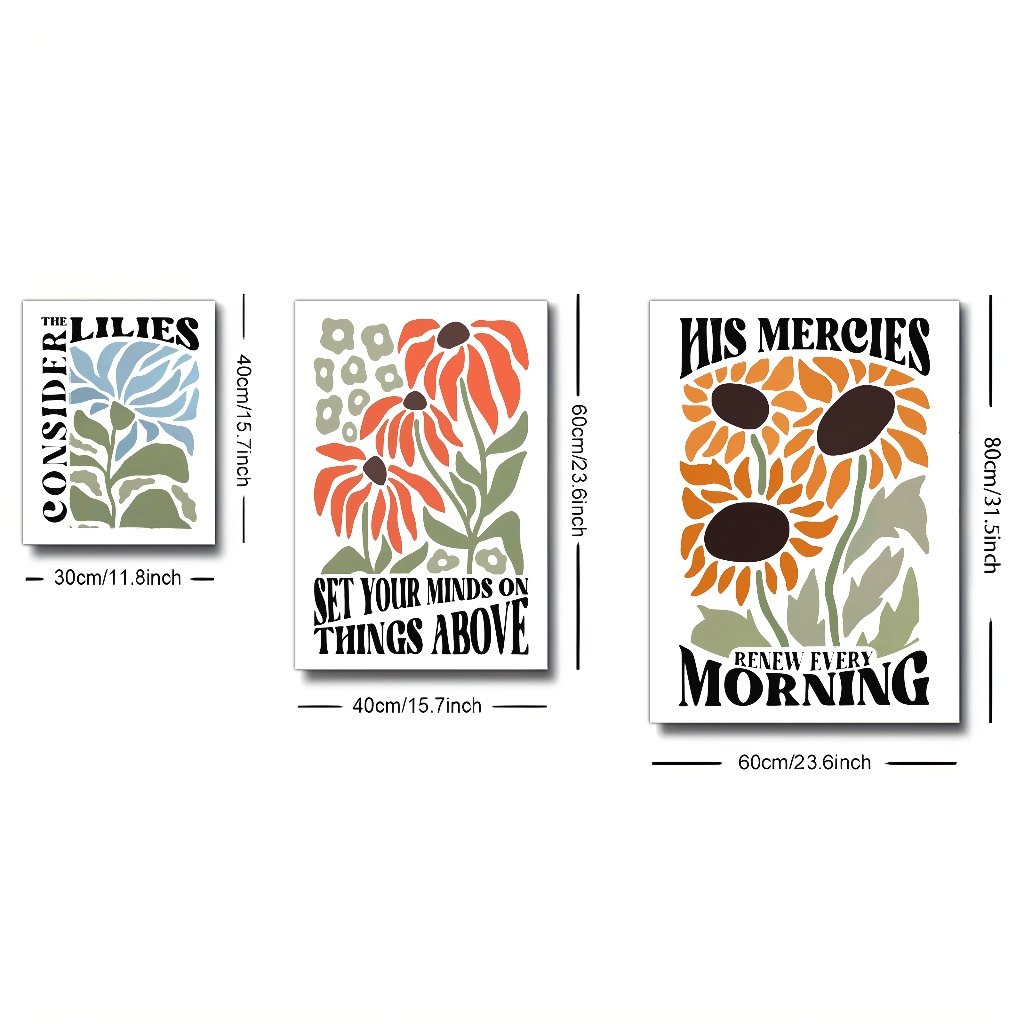 CONSIDER
THE LILIES
40cm/15.7inch
30cm/11.8inch
SET YOUR MINDS ON
THINGS ABOVE
60cm/23.6inch
40cm/15.7inch
HIS MERCIES
RENEW EVERY
MORNING
80cm/31.5inch
60cm/23.6inch